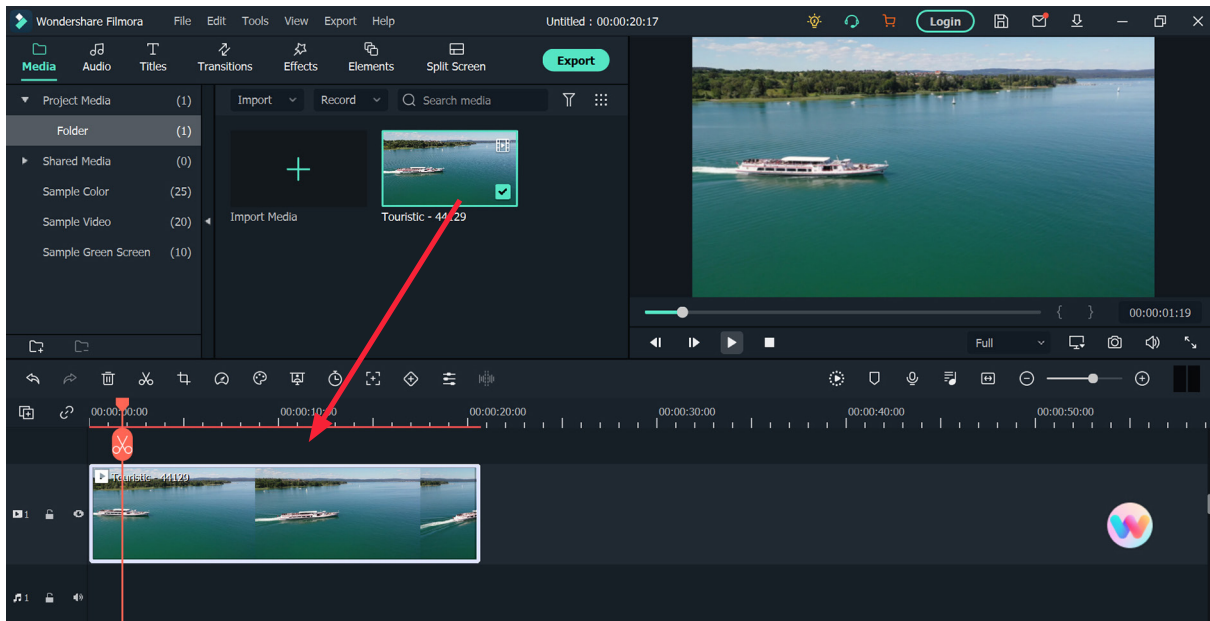 Wondershare Filmora File Edit Tools View Export Help Untitled : 00:00:20:17 Login
Media Audio Titles Transitions Effects Elements Split Screen Export
Project Media (1) Import Record Search media
Folder (1)
Shared Media (0)
Sample Color (25)
Sample Video (20) Import Media Touristic - 44129
Sample Green Screen (10)
{ } 00:00:01:19
Full
00:00:00:00 00:00:10:00 00:00:20:00 00:00:30:00 00:00:40:00 00:00:50:00
Touristic - 44129
1
1